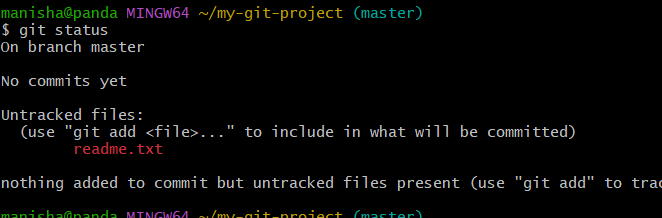 manisha@panda MINGW64 ~/my-git-project (master)
$ git status
On branch master
No commits yet
Untracked files:
(use "git add <file>..." to include in what will be committed)
readme.txt
nothing added to commit but untracked files present (use "git add" to trac
manisha@panda MINGW64 ~/my-git-project (master)